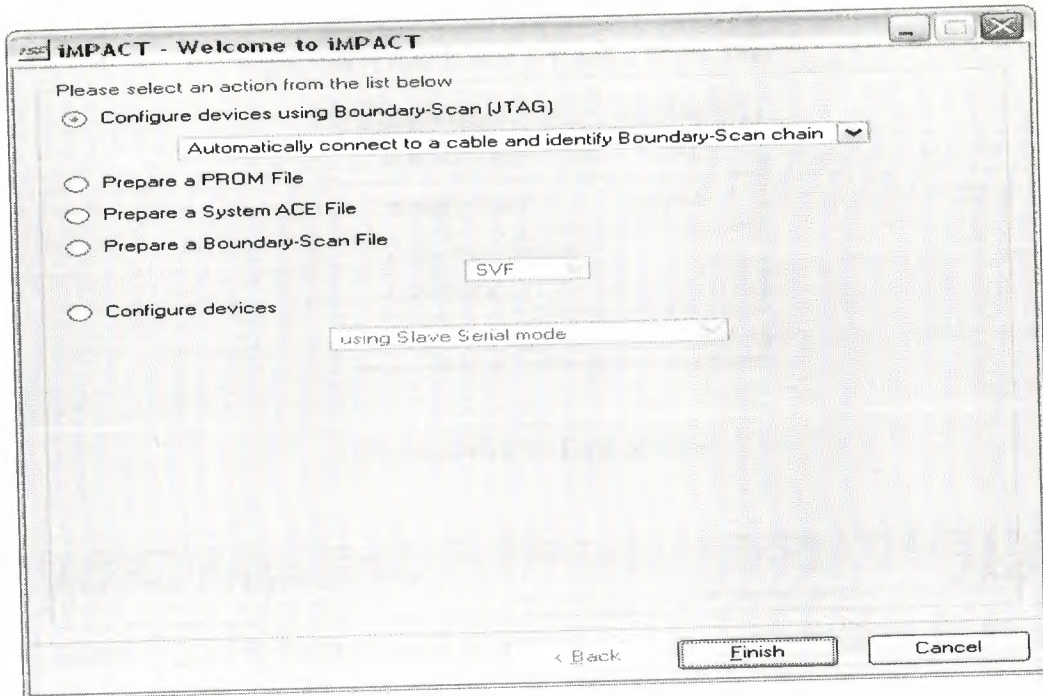 iMPACT - Welcome to iMPACT
Please select an action from the list below
Configure devices using Boundary-Scan (JTAG)
Automatically connect to a cable and identify Boundary-Scan chain
Prepare a PROM File
Prepare a System ACE File
Prepare a Boundary-Scan File
SVF
Configure devices
using Slave Serial mode
< Back Finish Cancel